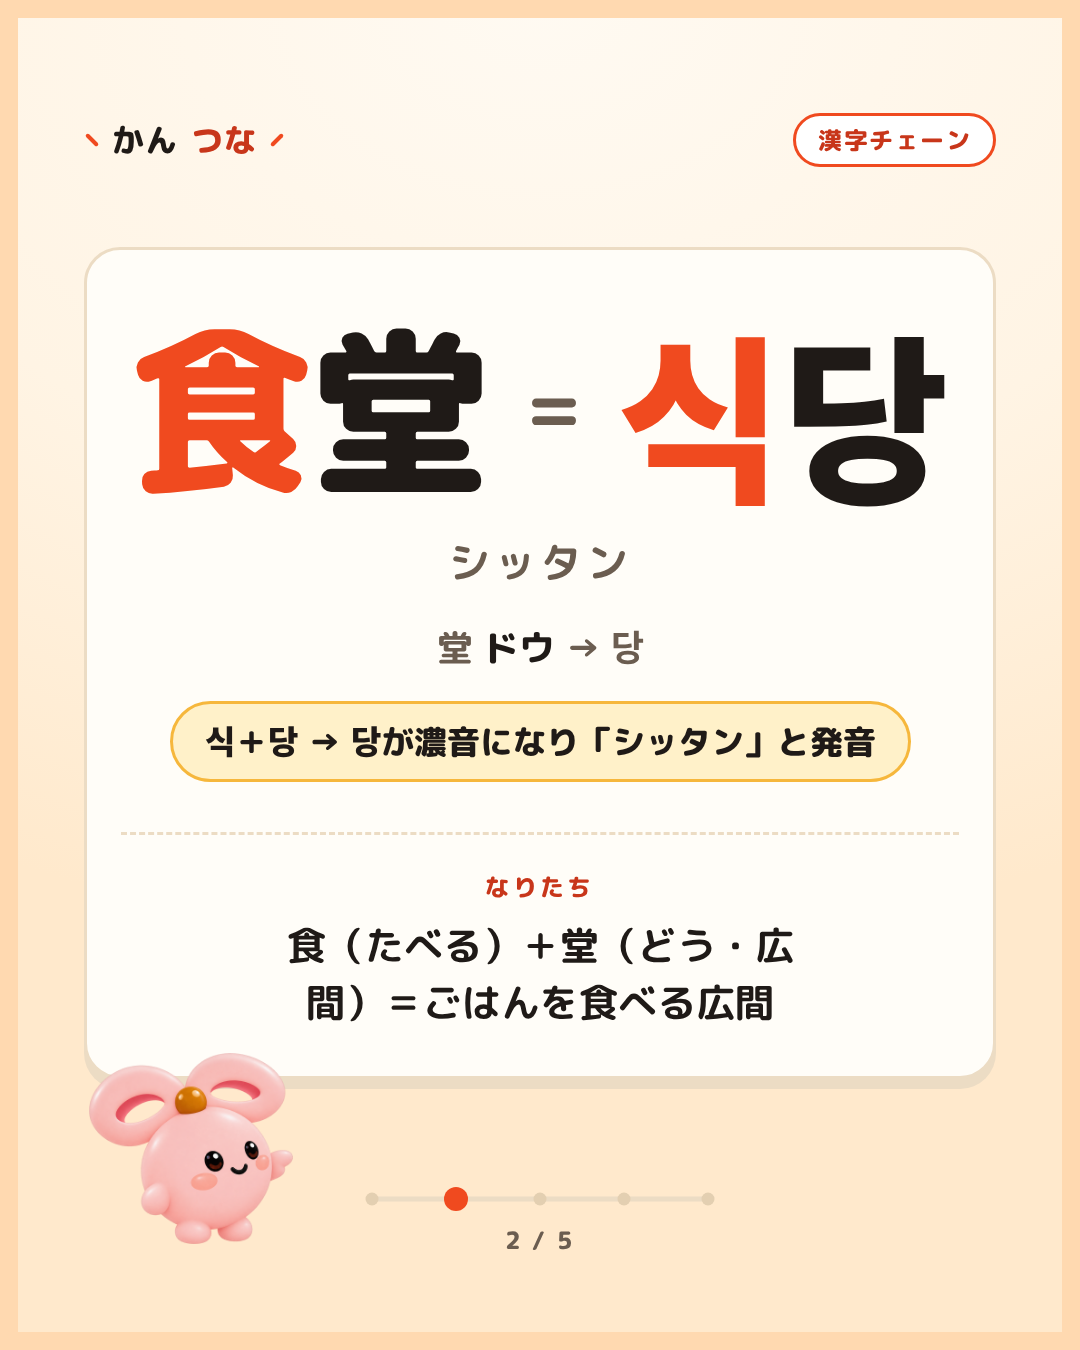 かん つな
漢字チェーン
食堂 = 식당
シッタン
堂 ドウ → 당
식+당 → 당が濃音になり「シッタン」と発音
なりたち
食（たべる）＋堂（どう・広
間）＝ごはんを食べる広間
2 / 5